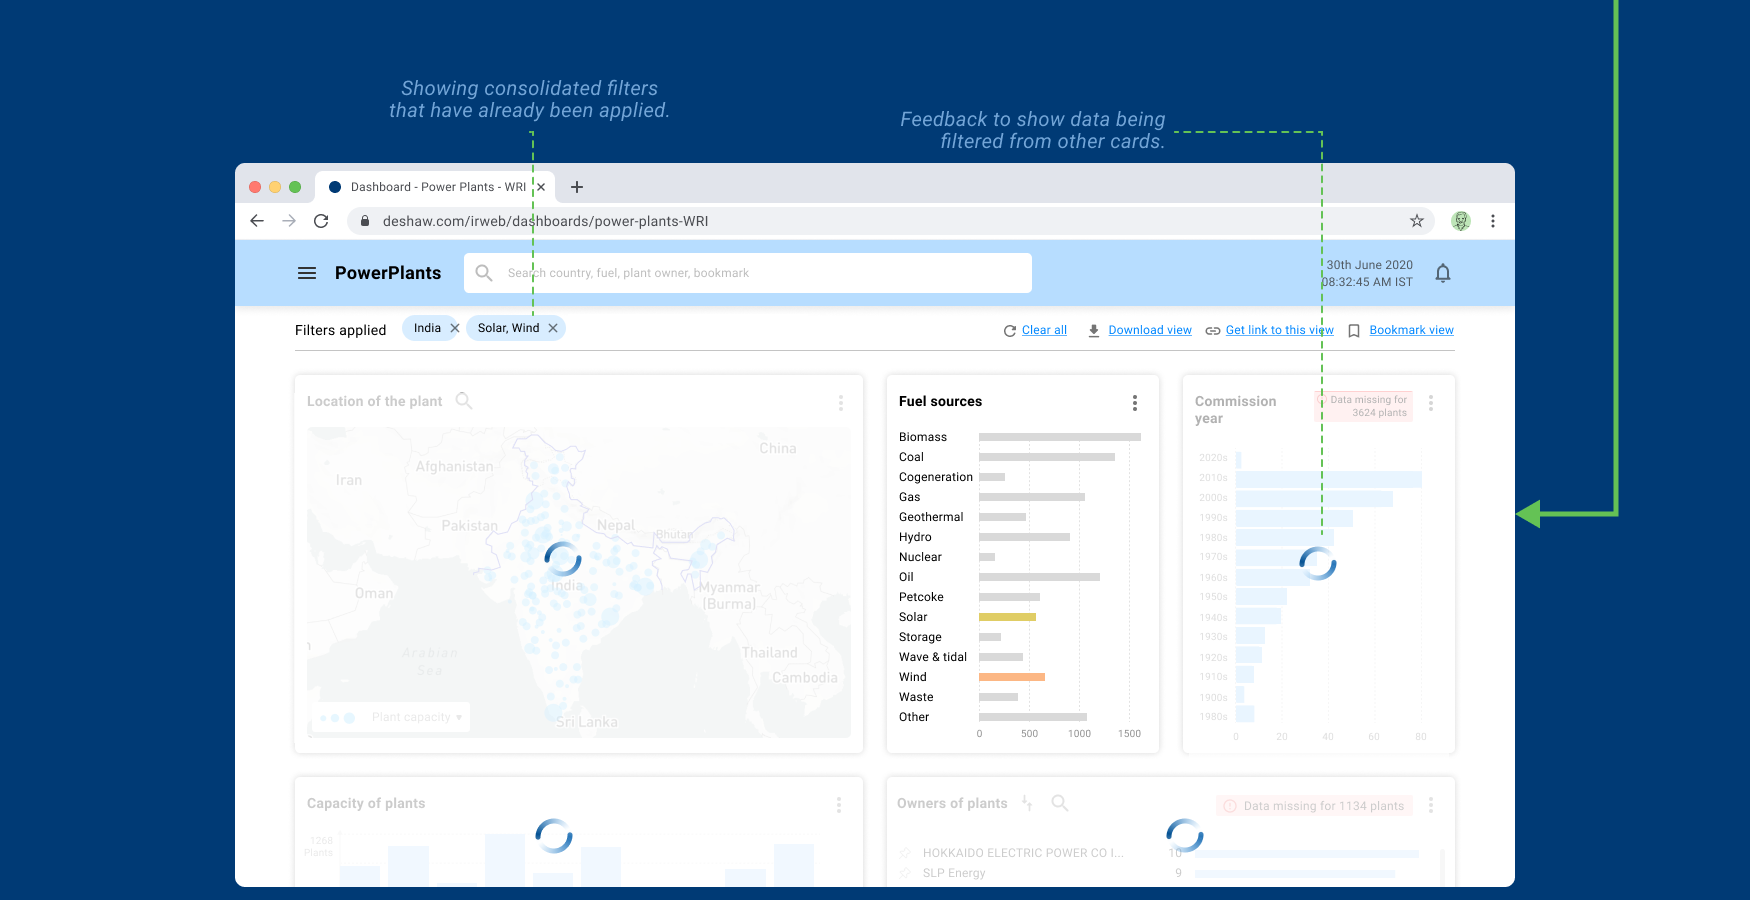 Showing consolidated filters
that have already been applied.
Feedback to show data being
filtered from other cards.
Dashboard - Power Plants - WRI
deshaw.com/irweb/dashboards/power-plants-WRI
PowerPlants
Search country, fuel, plant owner, bookmark
30th June 2020
08:32:45 AM IST
Filters applied
India
Solar, Wind
Clear all
Download view
Get link to this view
Bookmark view
Location of the plant
China
Afghanistan
Iran
Pakistan
Nepal
Bhutan
India
Oman
Myanmar
(Burma)
Arabian
Sea
Thailand
Cambodia
Sri Lanka
Plant capacity
Fuel sources
Biomass
Coal
Cogeneration
Gas
Geothermal
Hydro
Nuclear
Oil
Petcoke
Solar
Storage
Wave & tidal
Wind
Waste
Other
0 500 1000 1500
Commission
year
Data missing for
3624 plants
2020s
2010s
2000s
1990s
1980s
1970s
1960s
1950s
1940s
1930s
1920s
1910s
1900s
1980s
0 20 40 60 80
Capacity of plants
1268
Plants
Owners of plants
Data missing for 1134 plants
HOKKAIDO ELECTRIC POWER CO I... 10
SLP Energy 9